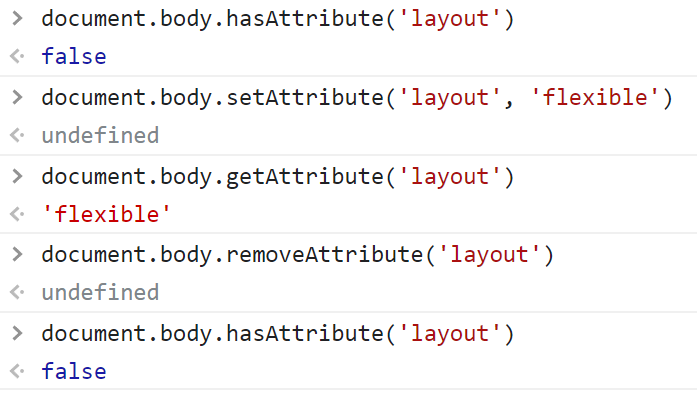 > document.body.hasAttribute('layout')
false
> document.body.setAttribute('layout', 'flexible')
undefined
> document.body.getAttribute('layout')
'flexible'
> document.body.removeAttribute('layout')
undefined
> document.body.hasAttribute('layout')
false